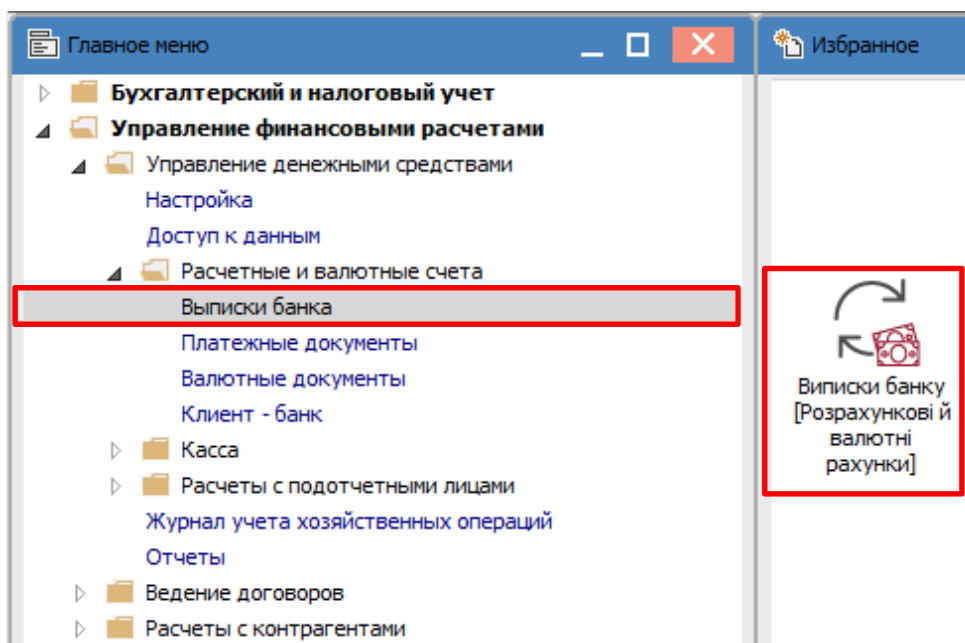 Главное меню
Бухгалтерский и налоговый учет
Управление финансовыми расчетами
Управление денежными средствами
Настройка
Доступ к данным
Расчетные и валютные счета
Выписки банка
Платежные документы
Валютные документы
Клиент - банк
Касса
Расчеты с подотчетными лицами
Журнал учета хозяйственных операций
Отчеты
Ведение договоров
Расчеты с контрагентами
Избранное
Виписки банку
[Розрахункові й
валютні
рахунки]